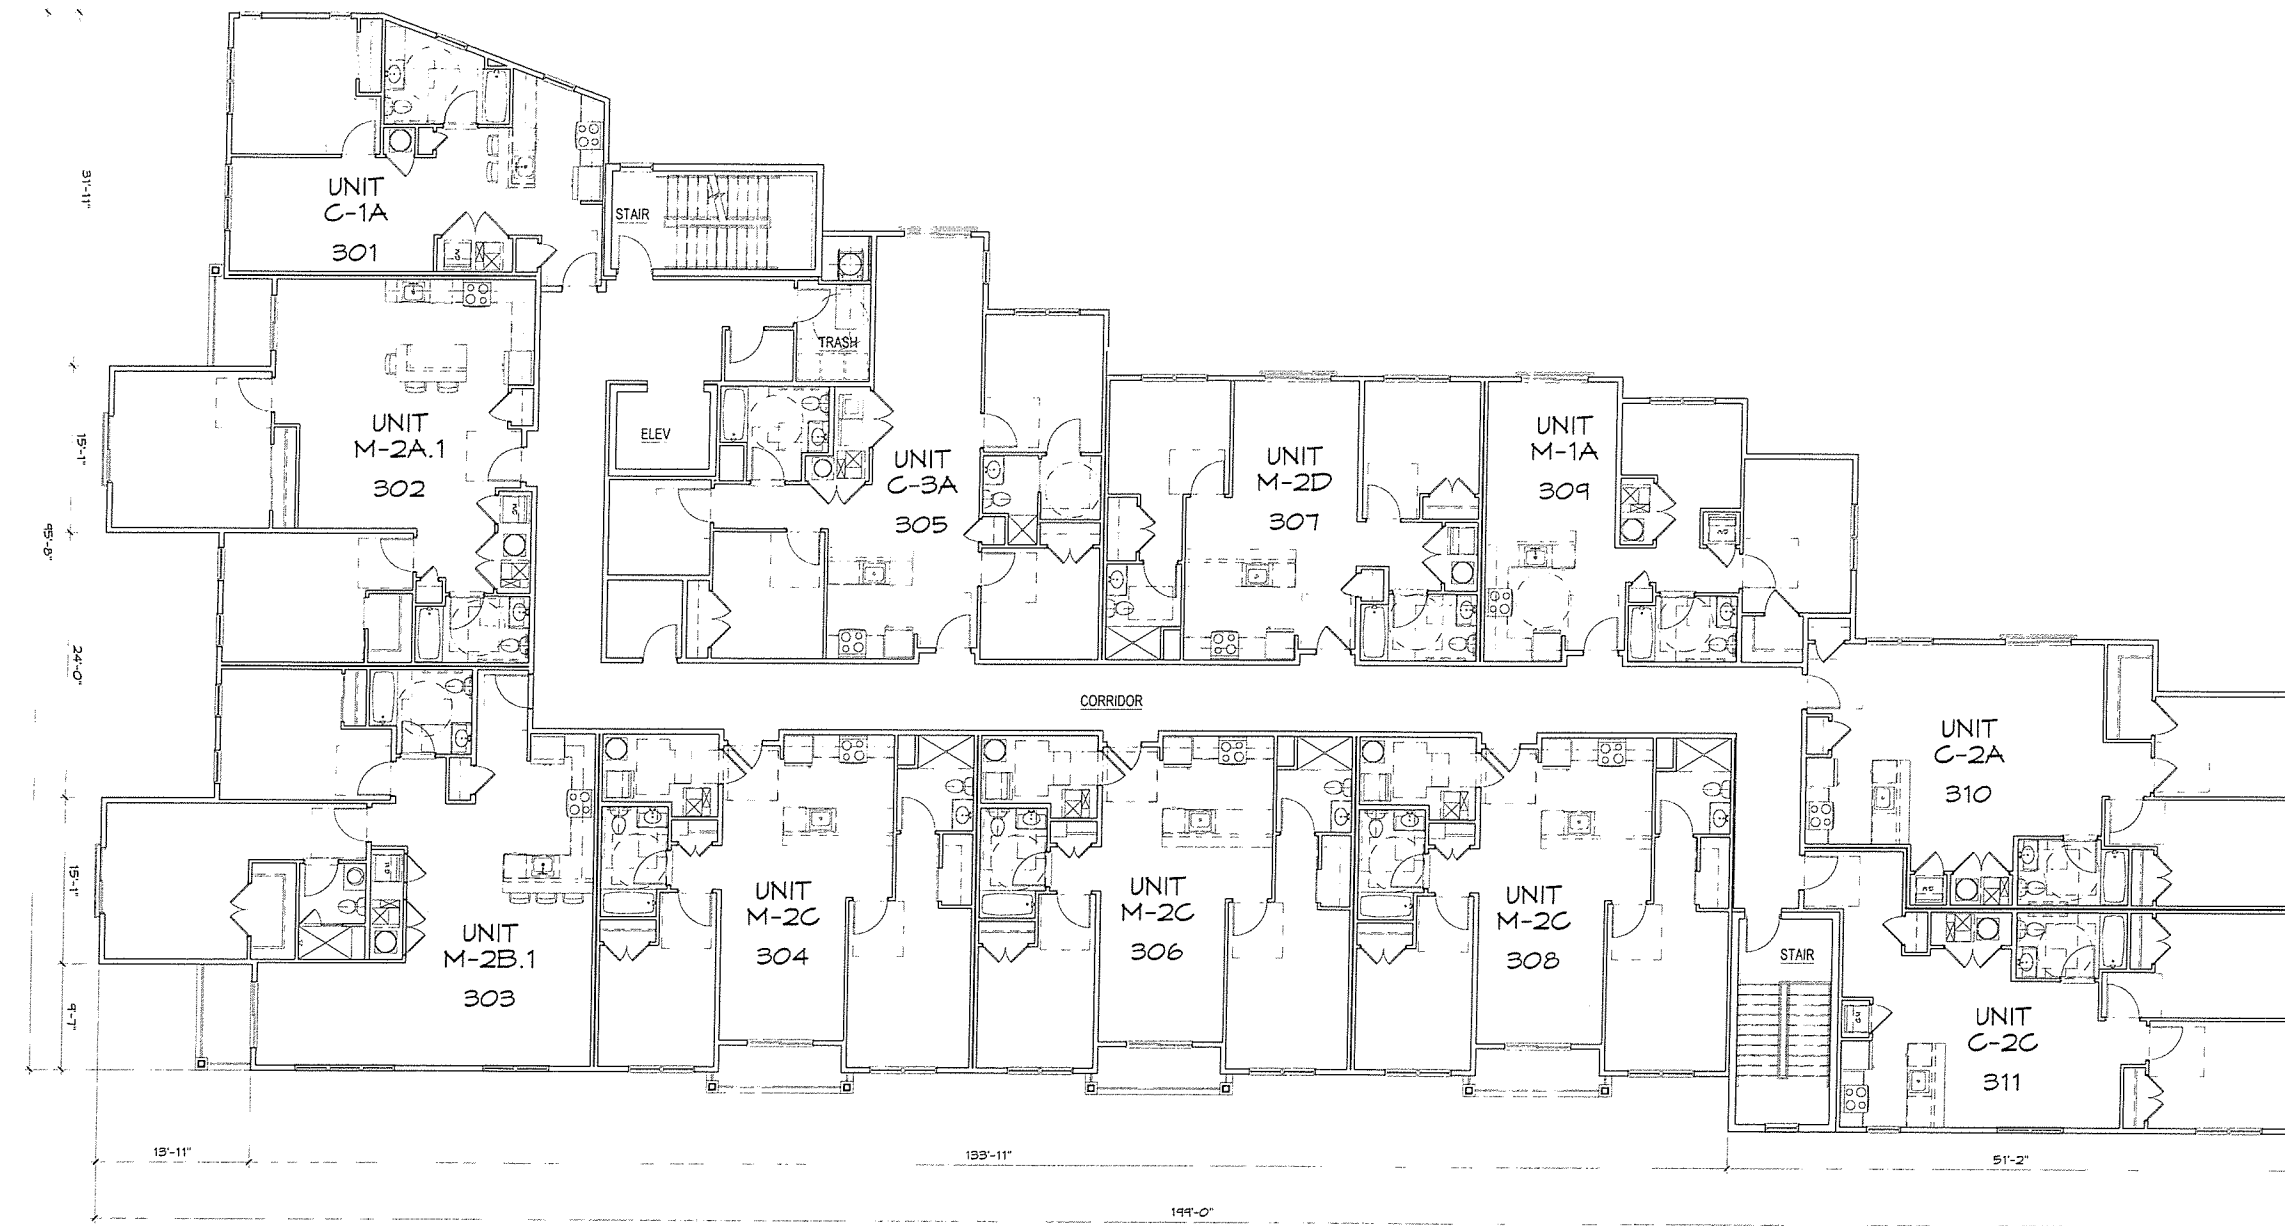 UNIT
C-1A
301
STAIR
31'-11"
TRASH
UNIT
M-2A.1
302
ELEV
15'-1"
UNIT
C-3A
305
UNIT
M-2D
307
UNIT
M-1A
309
95'-8"
24'-0"
CORRIDOR
UNIT
C-2A
310
15'-1"
UNIT
M-2B.1
303
UNIT
M-2C
304
UNIT
M-2C
306
UNIT
M-2C
308
STAIR
9'-7"
UNIT
C-2C
311
13'-11"
133'-11"
51'-2"
199'-0"